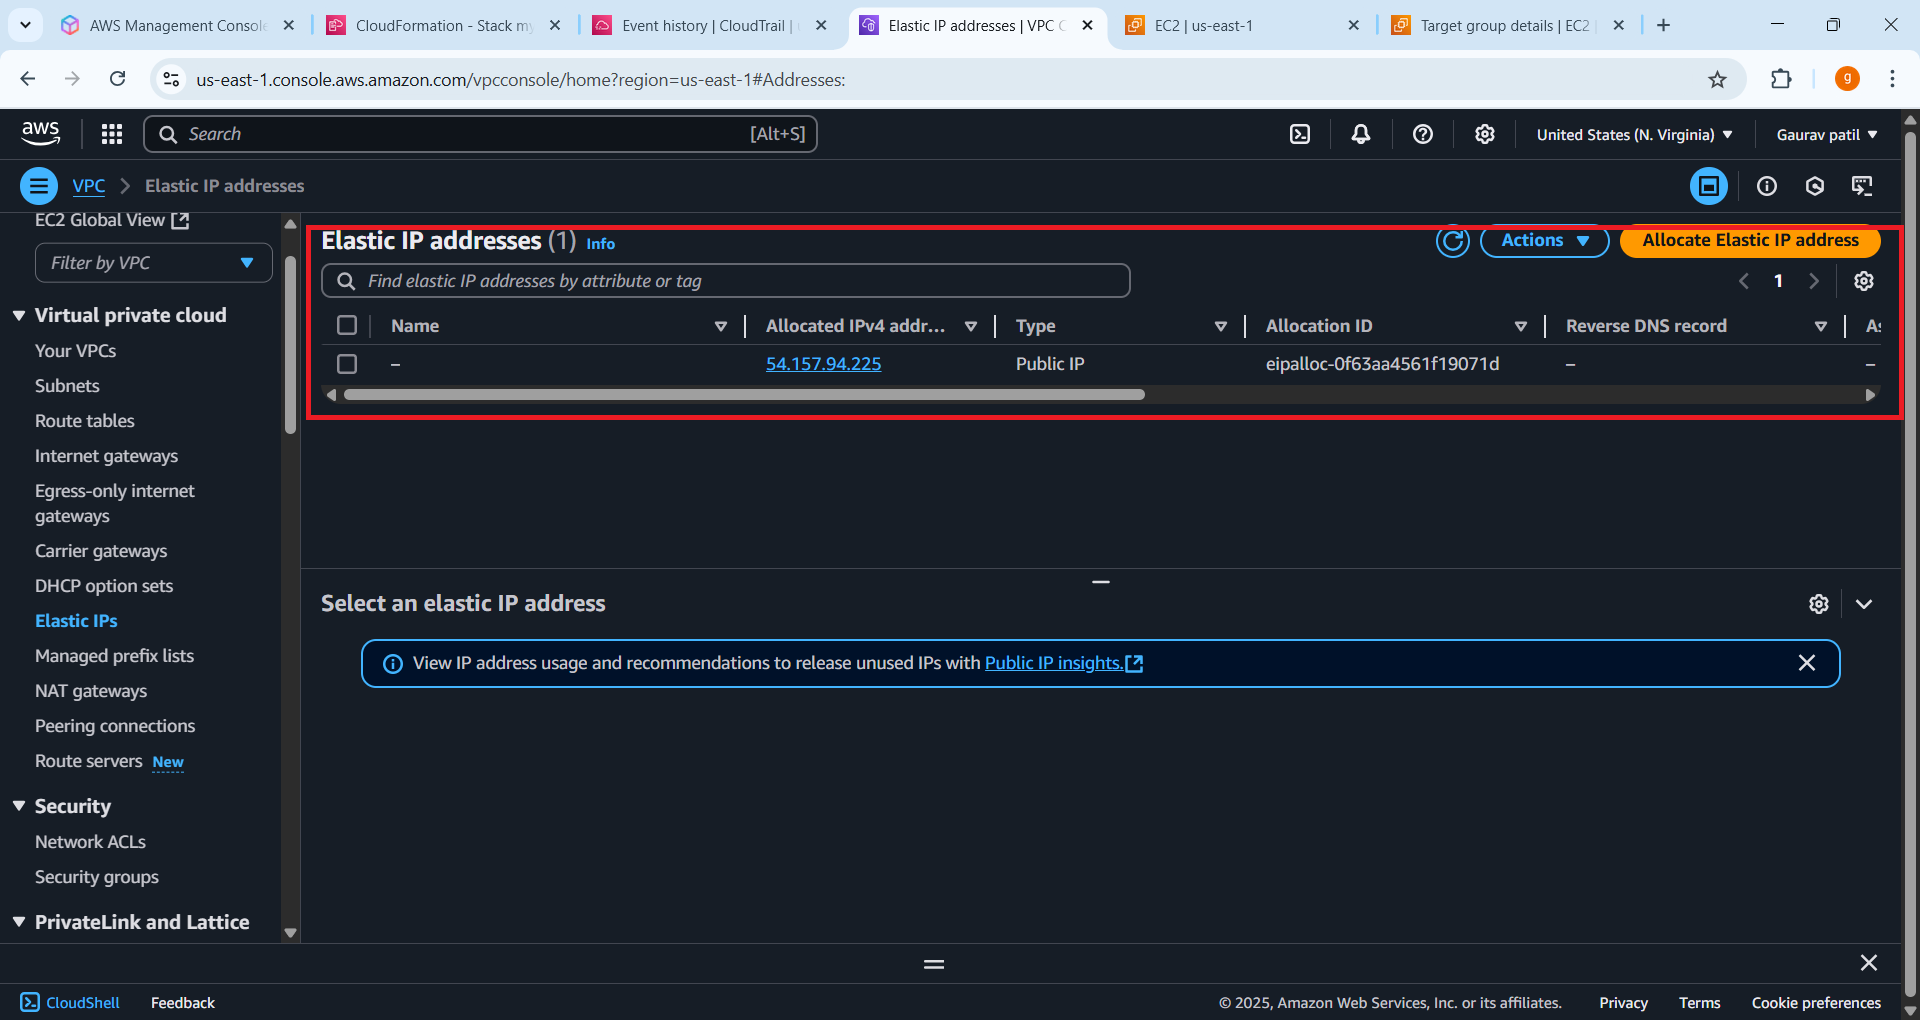 AWS Management Console
CloudFormation - Stack my
Event history | CloudTrail |
Elastic IP addresses | VPC C
EC2 | us-east-1
Target group details | EC2 |
us-east-1.console.aws.amazon.com/vpcconsole/home?region=us-east-1#Addresses:
g
aws
Search
[Alt+S]
United States (N. Virginia)
Gaurav patil
VPC
Elastic IP addresses
EC2 Global View
Filter by VPC
Virtual private cloud
Your VPCs
Subnets
Route tables
Internet gateways
Egress-only internet
gateways
Carrier gateways
DHCP option sets
Elastic IPs
Managed prefix lists
NAT gateways
Peering connections
Route servers New
Security
Network ACLs
Security groups
PrivateLink and Lattice
Elastic IP addresses (1) Info
Actions
Allocate Elastic IP address
Find elastic IP addresses by attribute or tag
1
Name
Allocated IPv4 addr...
Type
Allocation ID
Reverse DNS record
As
–
54.157.94.225
Public IP
eipalloc-0f63aa4561f19071d
–
–
Select an elastic IP address
View IP address usage and recommendations to release unused IPs with Public IP insights.
CloudShell
Feedback
© 2025, Amazon Web Services, Inc. or its affiliates.
Privacy
Terms
Cookie preferences